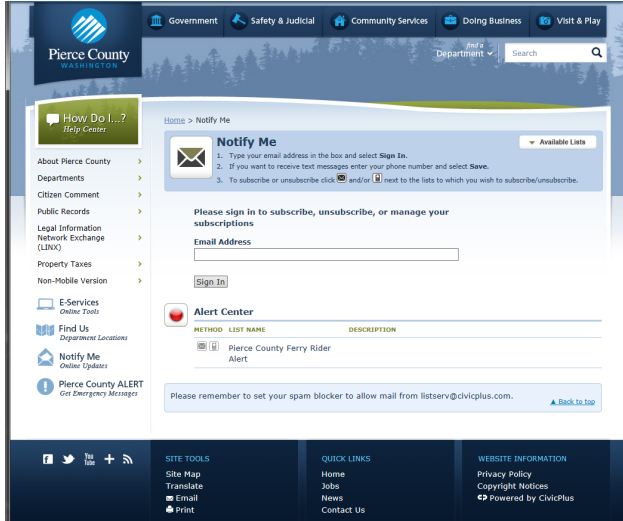 Government
Safety & Judicial
Community Services
Doing Business
Visit & Play
Pierce County
WASHINGTON
find a
Department
Search
How Do I...?
Help Center
Home > Notify Me
Notify Me
Available Lists
1. Type your email address in the box and select Sign In.
2. If you want to receive text messages enter your phone number and select Save.
3. To subscribe or unsubscribe click and/or next to the lists to which you wish to subscribe/unsubscribe.
About Pierce County
Departments
Citizen Comment
Public Records
Legal Information
Network Exchange
(LINX)
Property Taxes
Non-Mobile Version
E-Services
Online Tools
Find Us
Department Locations
Notify Me
Online Updates
Pierce County ALERT
Get Emergency Messages
Please sign in to subscribe, unsubscribe, or manage your
subscriptions
Email Address
Sign In
Alert Center
METHOD LIST NAME DESCRIPTION
Pierce County Ferry Rider
Alert
Please remember to set your spam blocker to allow mail from listserv@civicplus.com.
Back to top
You
Tube
SITE TOOLS
Site Map
Translate
Email
Print
QUICK LINKS
Home
Jobs
News
Contact Us
WEBSITE INFORMATION
Privacy Policy
Copyright Notices
Powered by CivicPlus